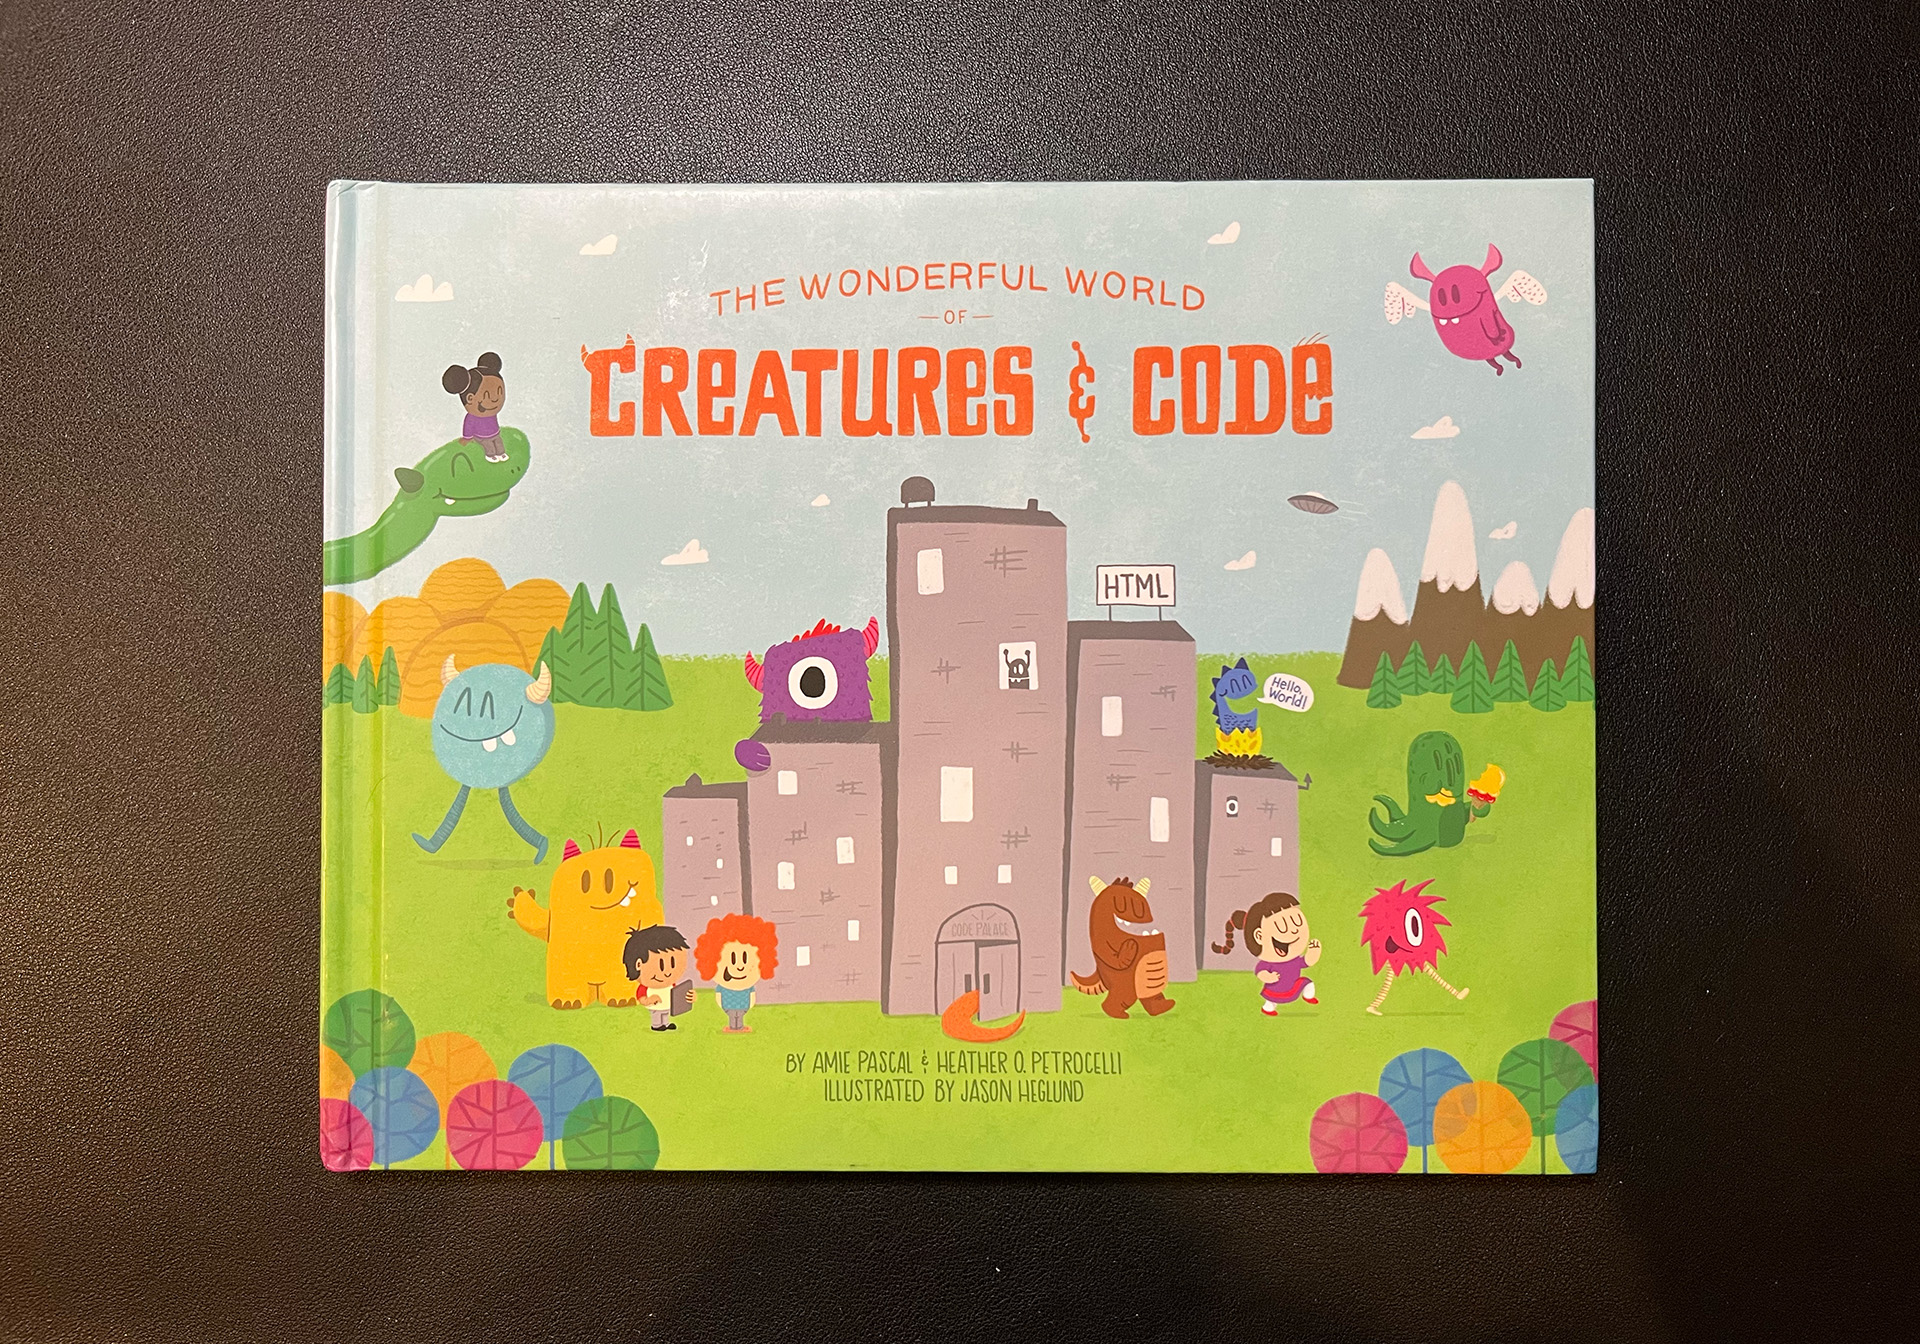 THE WONDERFUL WORLD
OF
CREATURES & CODE
HTML
Hello,
World!
CODE PALACE
BY AMIE PASCAL & HEATHER O. PETROCELLI
ILLUSTRATED BY JASON HEGLUND